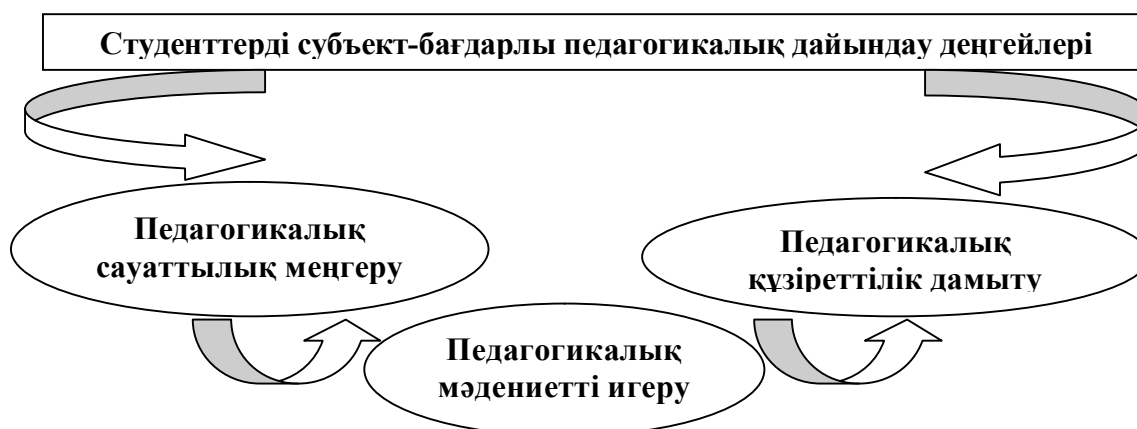 Студенттерді субъект-бағдарлы педагогикалық дайындау деңгейлері
Педагогикалық
сауаттылық меңгеру
Педагогикалық
құзіреттілік дамыту
Педагогикалық
мәдениетті игеру